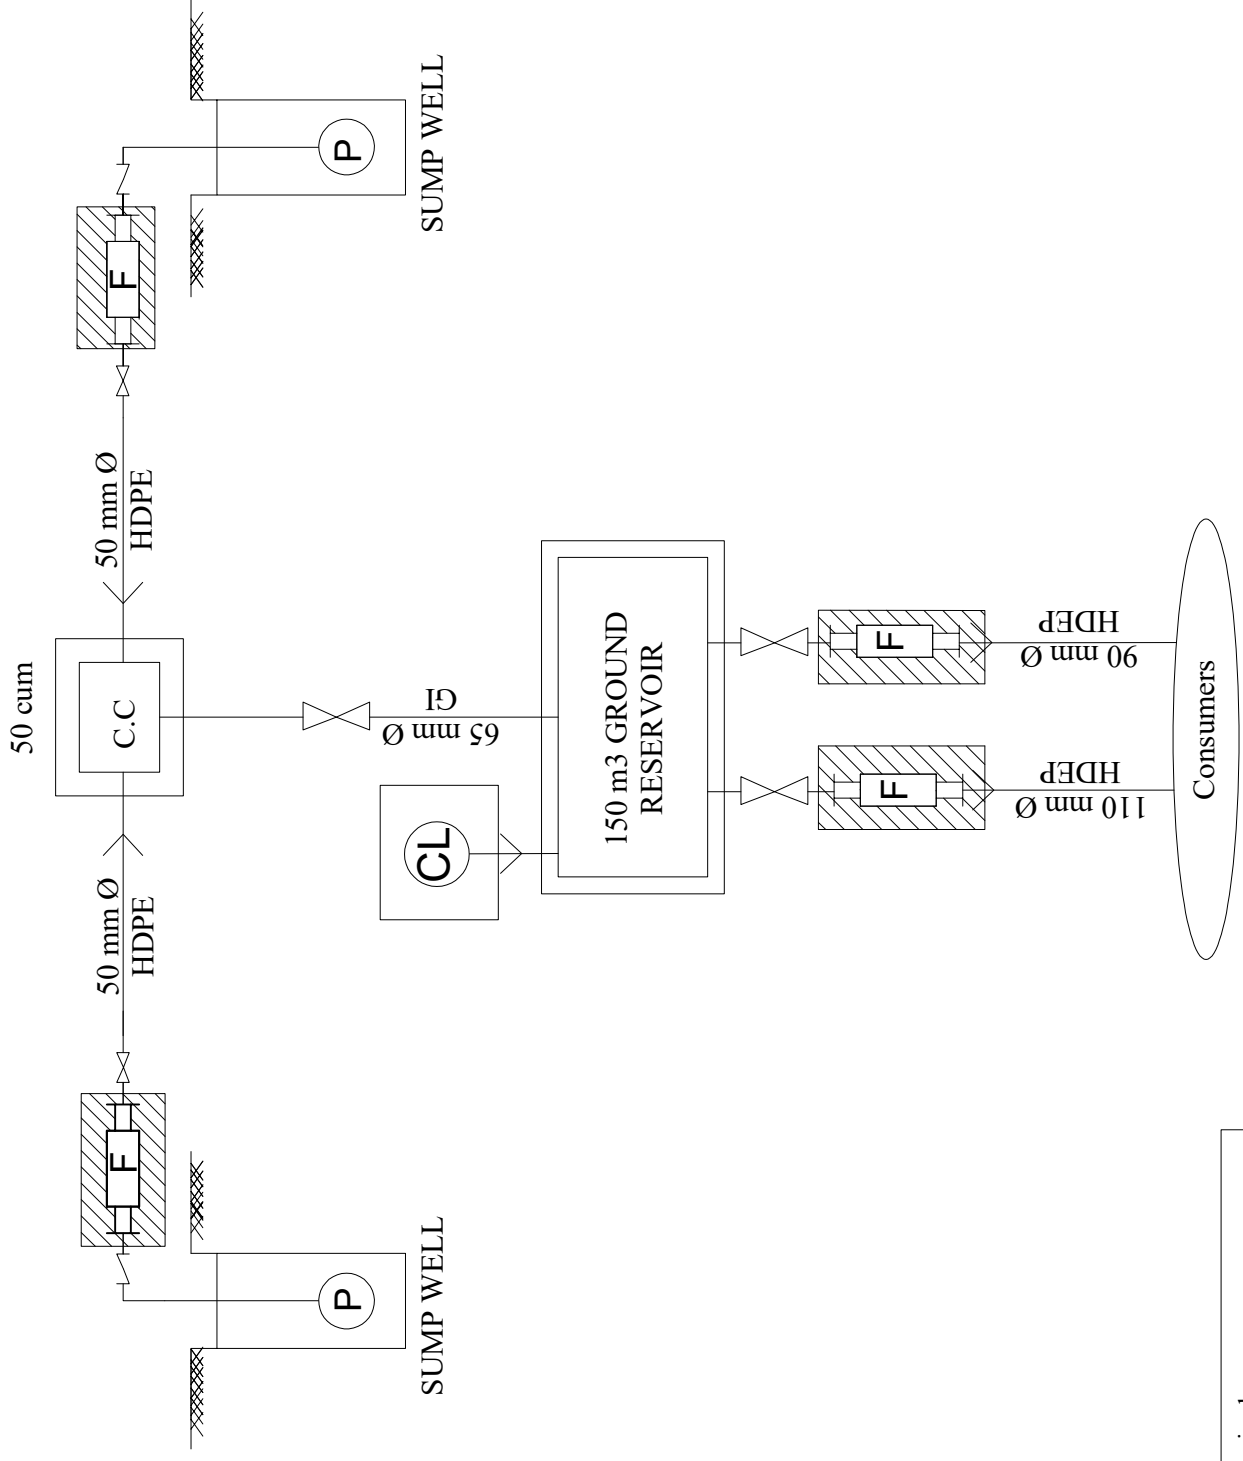 50 cum
C.C
50 mm Ø
HDPE
50 mm Ø
HDPE
F
F
P
P
SUMP WELL
SUMP WELL
65 mm Ø
GI
CL
150 m3 GROUND
RESERVOIR
F
F
110 mm Ø
HDEP
90 mm Ø
HDEP
Consumers